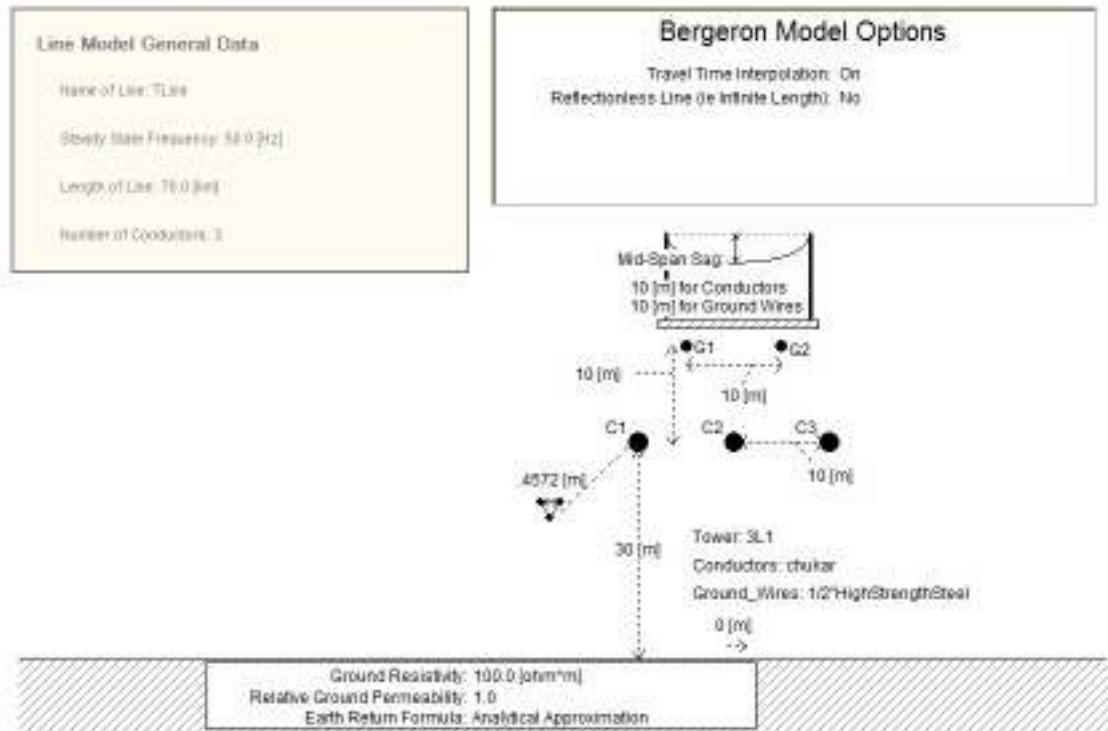 Line Model General Data
Name of Line: TLine
Steady State Frequency: 50.0 [Hz]
Length of Line: 70.0 [km]
Number of Conductors: 3
Bergeron Model Options
Travel Time Interpolation: On
Reflectionless Line (ie Infinite Length): No
Mid-Span Sag:
10 [m] for Conductors
10 [m] for Ground Wires
G1
G2
10 [m]
10 [m]
C1
C2
C3
10 [m]
.4572 [m]
30 [m]
Tower: 3L1
Conductors: chukar
Ground_Wires: 1/2"HighStrengthSteel
0 [m]
Ground Resistivity: 100.0 [ohm*m]
Relative Ground Permeability: 1.0
Earth Return Formula: Analytical Approximation